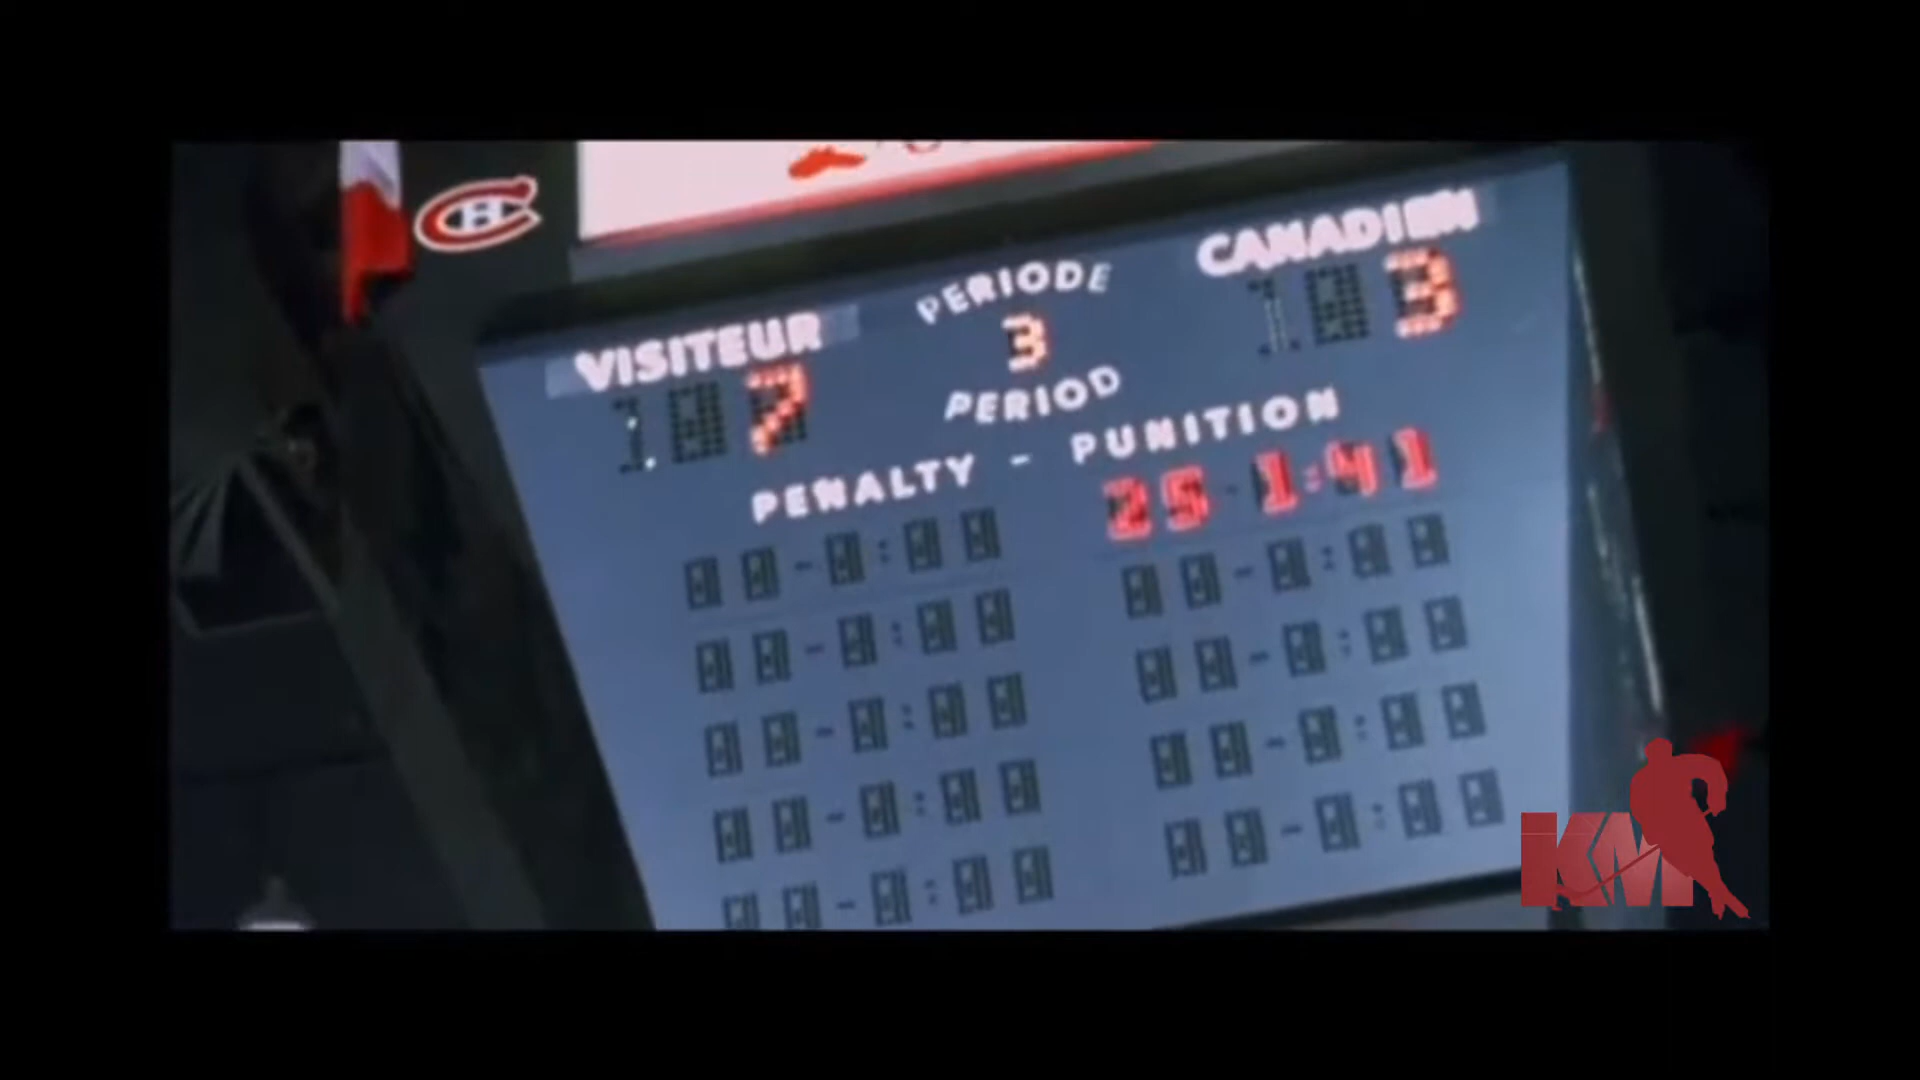 CANADIEN
PERIODE
VISITEUR
7
3
3
PERIOD
PENALTY - PUNITION
25-1:41
KM